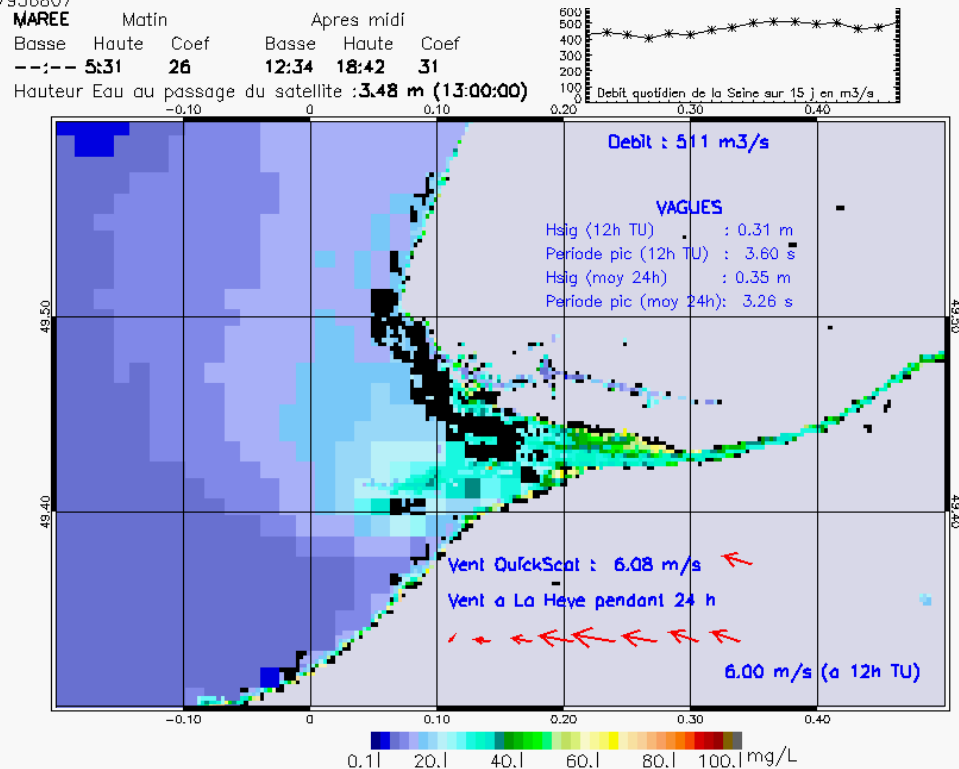 MAREE Matin Apres midi
Basse Haute Coef Basse Haute Coef
--:-- 5:31 26 12:34 18:42 31
Hauteur Eau au passage du satellite :3.48 m (13:00:00)
600
500
400
300
200
100
0
Debit quotidien de la Seine sur 15 j en m3/s
-0.10 0 0.10 0.20 0.30 0.40
Debit : 511 m3/s
VAGUES
Hsig (12h TU) : 0.31 m
Periode pic (12h TU) : 3.60 s
Hsig (moy 24h) : 0.35 m
Periode pic (moy 24h): 3.26 s
49.50 49.50
49.40 49.40
Vent QuickScat : 6.08 m/s
Vent a La Heve pendant 24 h
6.00 m/s (a 12h TU)
-0.10 0 0.10 0.20 0.30 0.40
0.1| 20.| 40.| 60.| 80.| 100.| mg/L